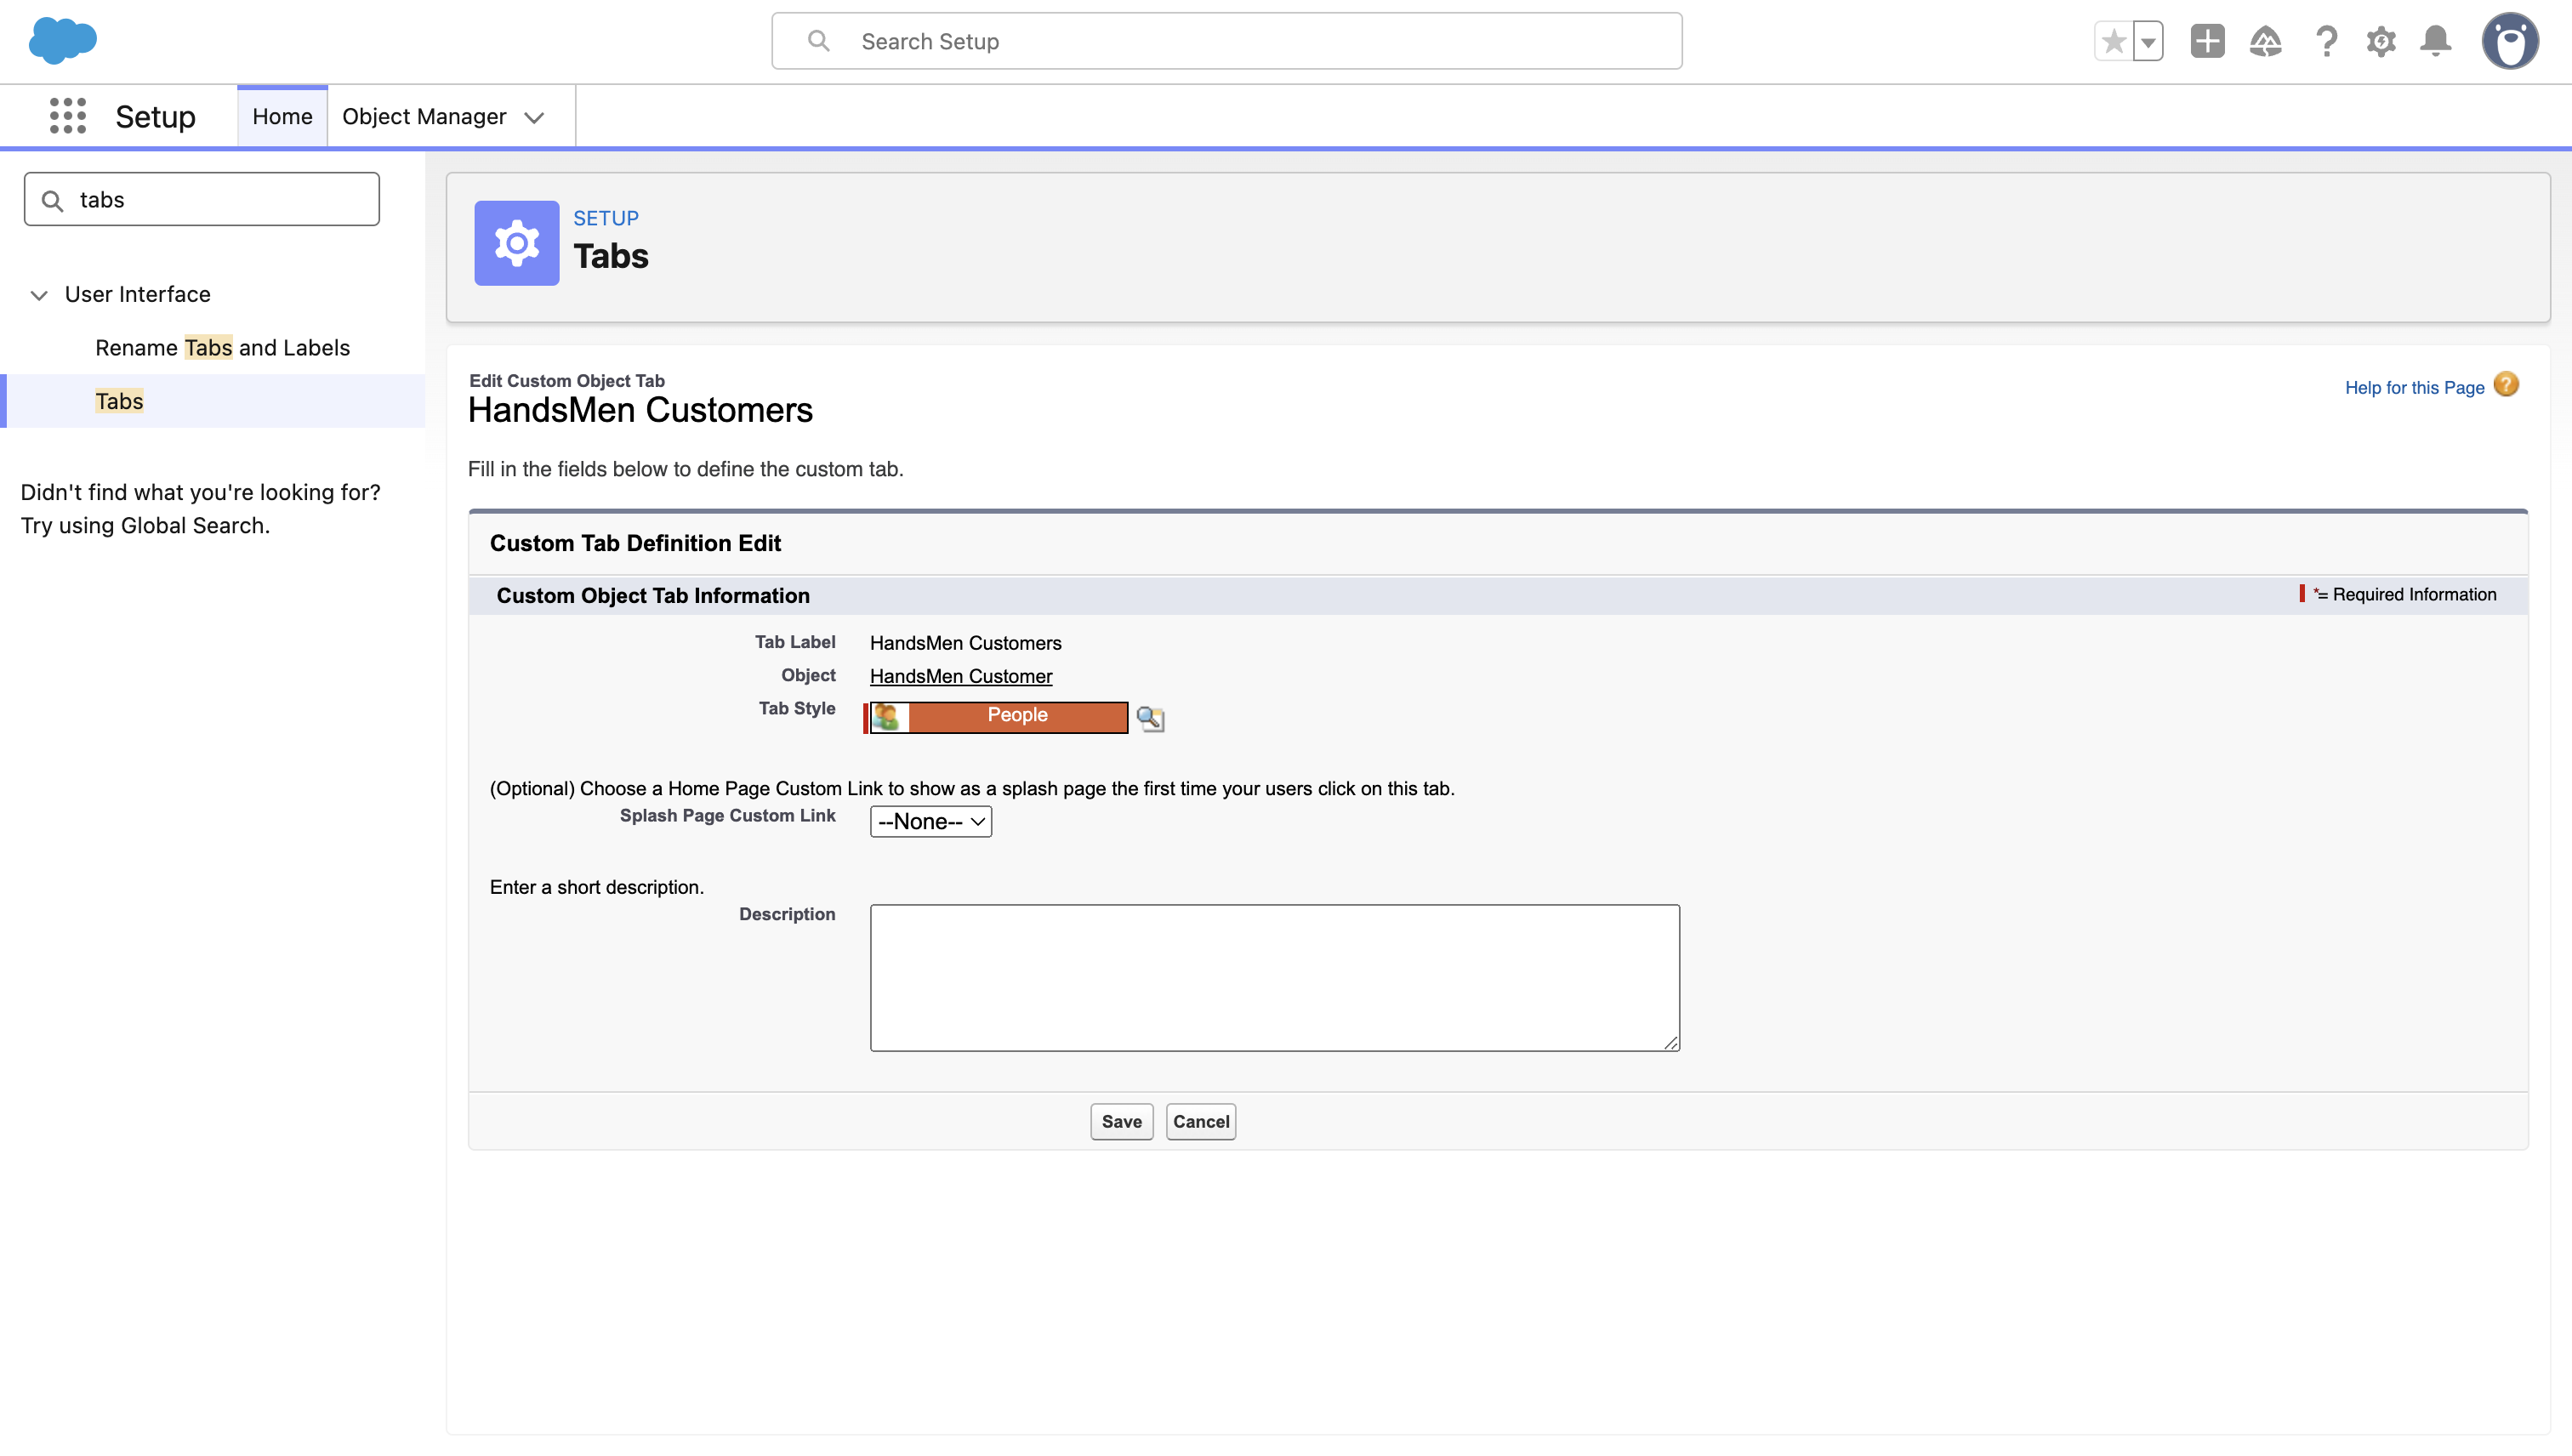 Search Setup
Setup
Home
Object Manager
tabs
User Interface
Rename Tabs and Labels
Tabs
Didn't find what you're looking for?
Try using Global Search.
SETUP
Tabs
Edit Custom Object Tab
HandsMen Customers
Help for this Page
Fill in the fields below to define the custom tab.
Custom Tab Definition Edit
Custom Object Tab Information
*= Required Information
Tab Label HandsMen Customers
Object HandsMen Customer
Tab Style People
(Optional) Choose a Home Page Custom Link to show as a splash page the first time your users click on this tab.
Splash Page Custom Link --None--
Enter a short description.
Description
Save Cancel